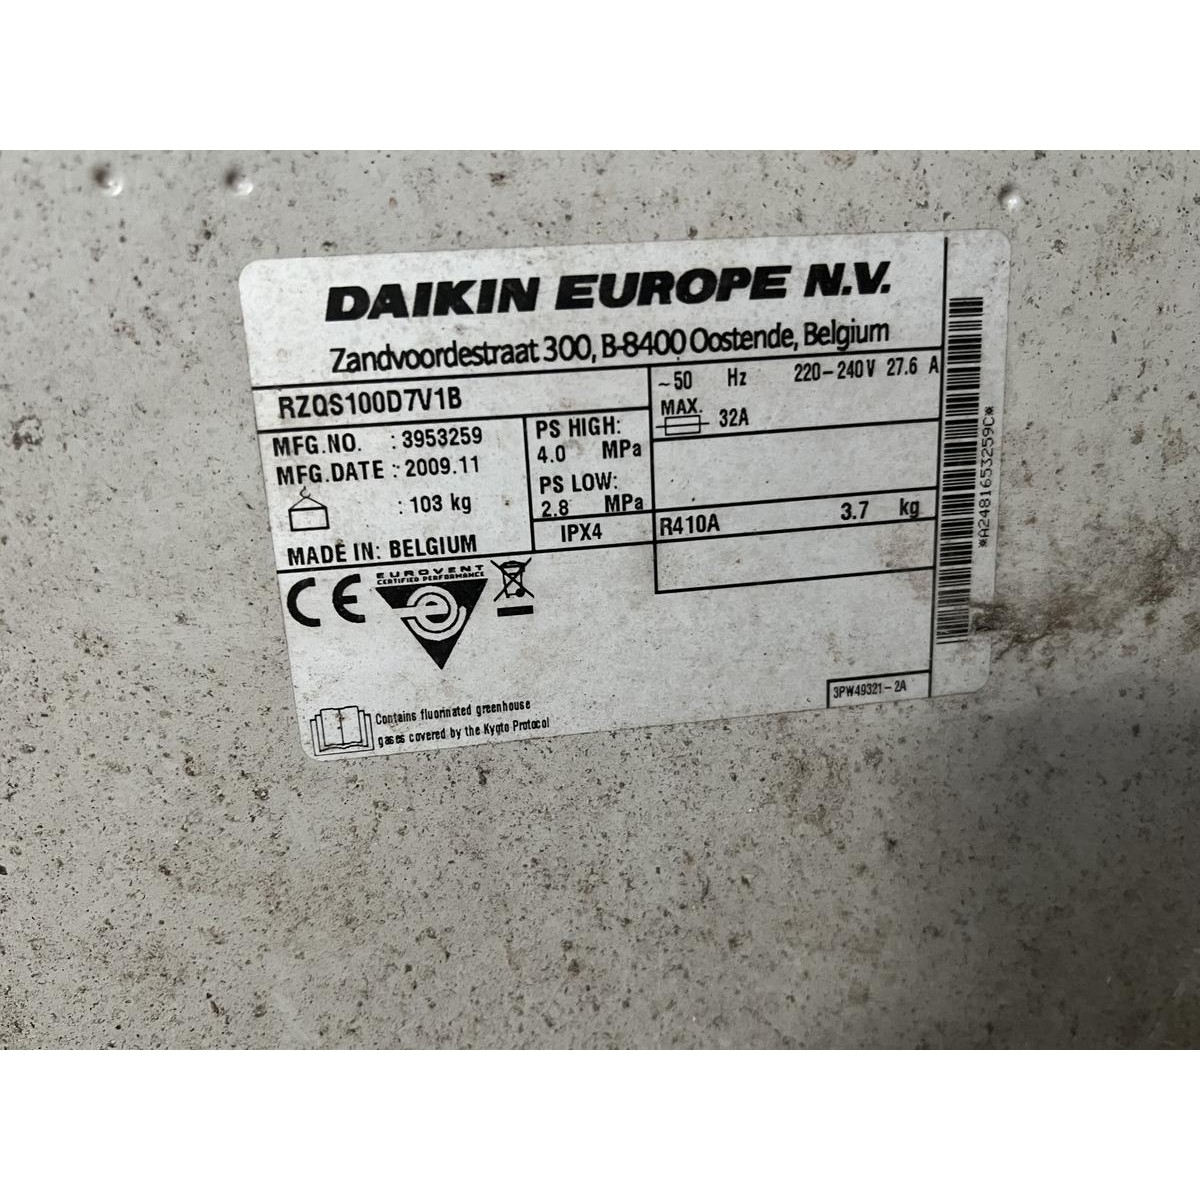 DAIKIN EUROPE N.V.
Zandvoordestraat 300, B-8400 Oostende, Belgium
RZQS100D7V1B
~50 Hz 220-240V 27.6 A
MAX. 32A
MFG.NO. : 3953259
MFG.DATE : 2009.11
: 103 kg
MADE IN: BELGIUM
PS HIGH:
4.0 MPa
PS LOW:
2.8 MPa
IPX4
R410A 3.7 kg
CE
EUROVENT
CERTIFIED PERFORMANCE
Contains fluorinated greenhouse
gases covered by the Kyoto Protocol
3PW49321-2A
*A2481653259C*